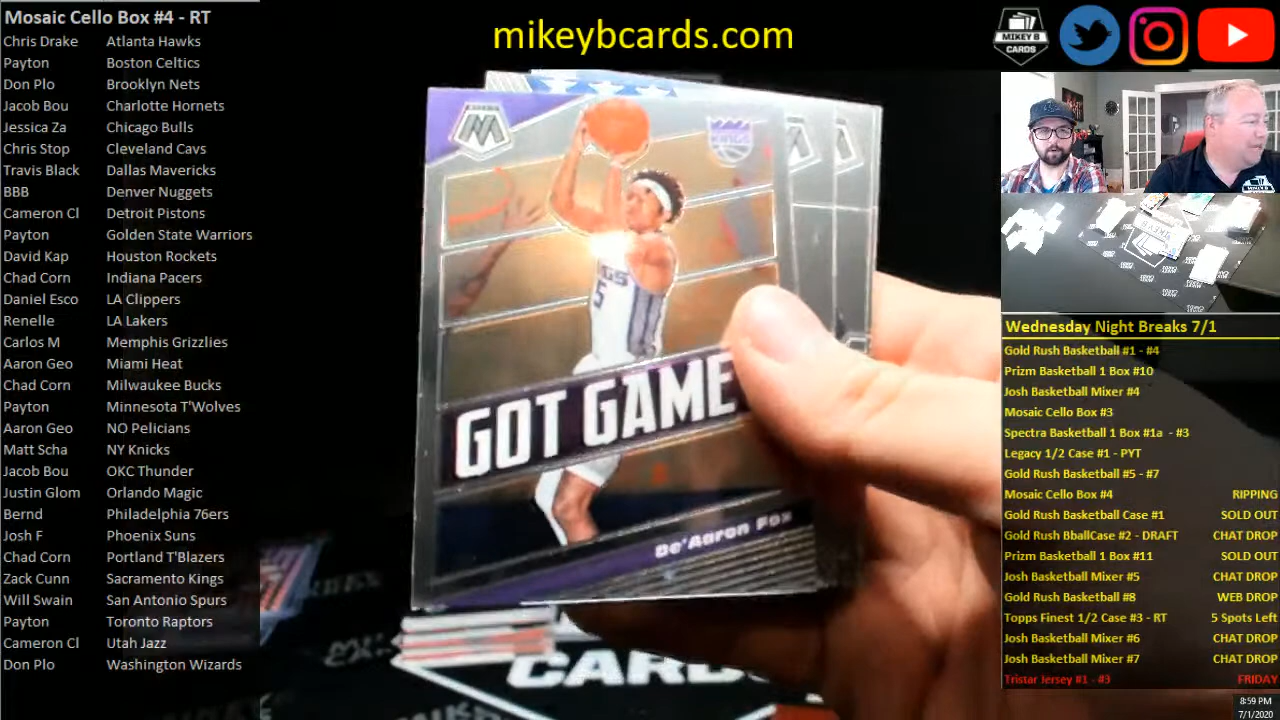 Mosaic Cello Box #4 - RT
Chris Drake Atlanta Hawks
Payton Boston Celtics
Don Plo Brooklyn Nets
Jacob Bou Charlotte Hornets
Jessica Za Chicago Bulls
Chris Stop Cleveland Cavs
Travis Black Dallas Mavericks
BBB Denver Nuggets
Cameron Cl Detroit Pistons
Payton Golden State Warriors
David Kap Houston Rockets
Chad Corn Indiana Pacers
Daniel Esco LA Clippers
Renelle LA Lakers
Carlos M Memphis Grizzlies
Aaron Geo Miami Heat
Chad Corn Milwaukee Bucks
Payton Minnesota T'Wolves
Aaron Geo NO Pelicians
Matt Scha NY Knicks
Jacob Bou OKC Thunder
Justin Glom Orlando Magic
Bernd Philadelphia 76ers
Josh F Phoenix Suns
Chad Corn Portland T'Blazers
Zack Cunn Sacramento Kings
Will Swain San Antonio Spurs
Payton Toronto Raptors
Cameron Cl Utah Jazz
Don Plo Washington Wizards
mikeybcards.com
M
KINGS
5
GOT GAME
De'Aaron Fox
CARDS
MIKEY B
CARDS
Wednesday Night Breaks 7/1
Gold Rush Basketball #1 - #4
Prizm Basketball 1 Box #10
Josh Basketball Mixer #4
Mosaic Cello Box #3
Spectra Basketball 1 Box #1a - #3
Legacy 1/2 Case #1 - PYT
Gold Rush Basketball #5 - #7
Mosaic Cello Box #4 RIPPING
Gold Rush Basketball Case #1 SOLD OUT
Gold Rush BballCase #2 - DRAFT CHAT DROP
Prizm Basketball 1 Box #11 SOLD OUT
Josh Basketball Mixer #5 CHAT DROP
Gold Rush Basketball #8 WEB DROP
Topps Finest 1/2 Case #3 - RT 5 Spots Left
Josh Basketball Mixer #6 CHAT DROP
Josh Basketball Mixer #7 CHAT DROP
Tristar Jersey #1 - #3 FRIDAY
8:59 PM
7/1/2020